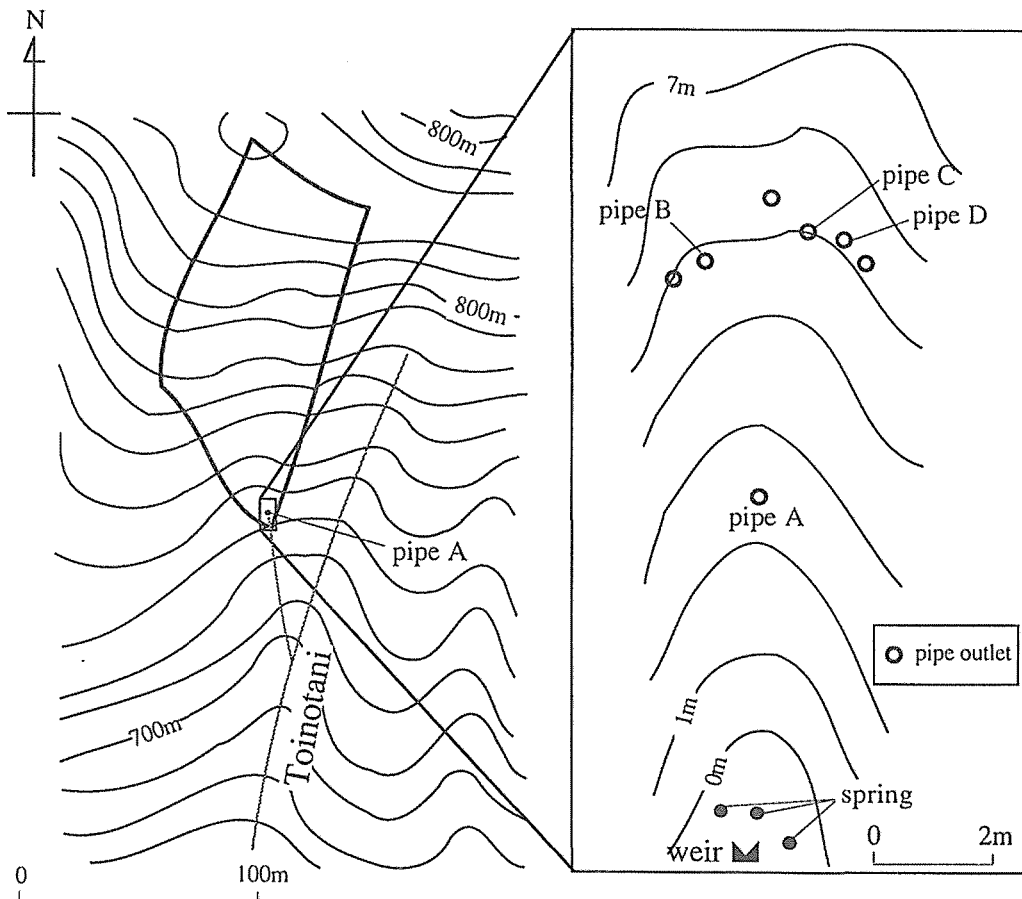 N
800m
800m
pipe A
Toinotani
700m
0
100m
7m
pipe C
pipe B
pipe D
pipe A
pipe outlet
1m
0m
spring
weir
0
2m